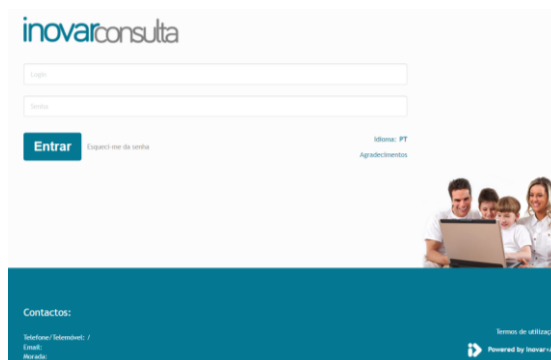 inovarconsulta
Login
Senha
Entrar
Esqueci-me da senha
Idioma: PT
Agradecimentos
Contactos:
Telefone/Telemóvel: /
Email:
Morada:
Termos de utilizaç
Powered by Inovar+